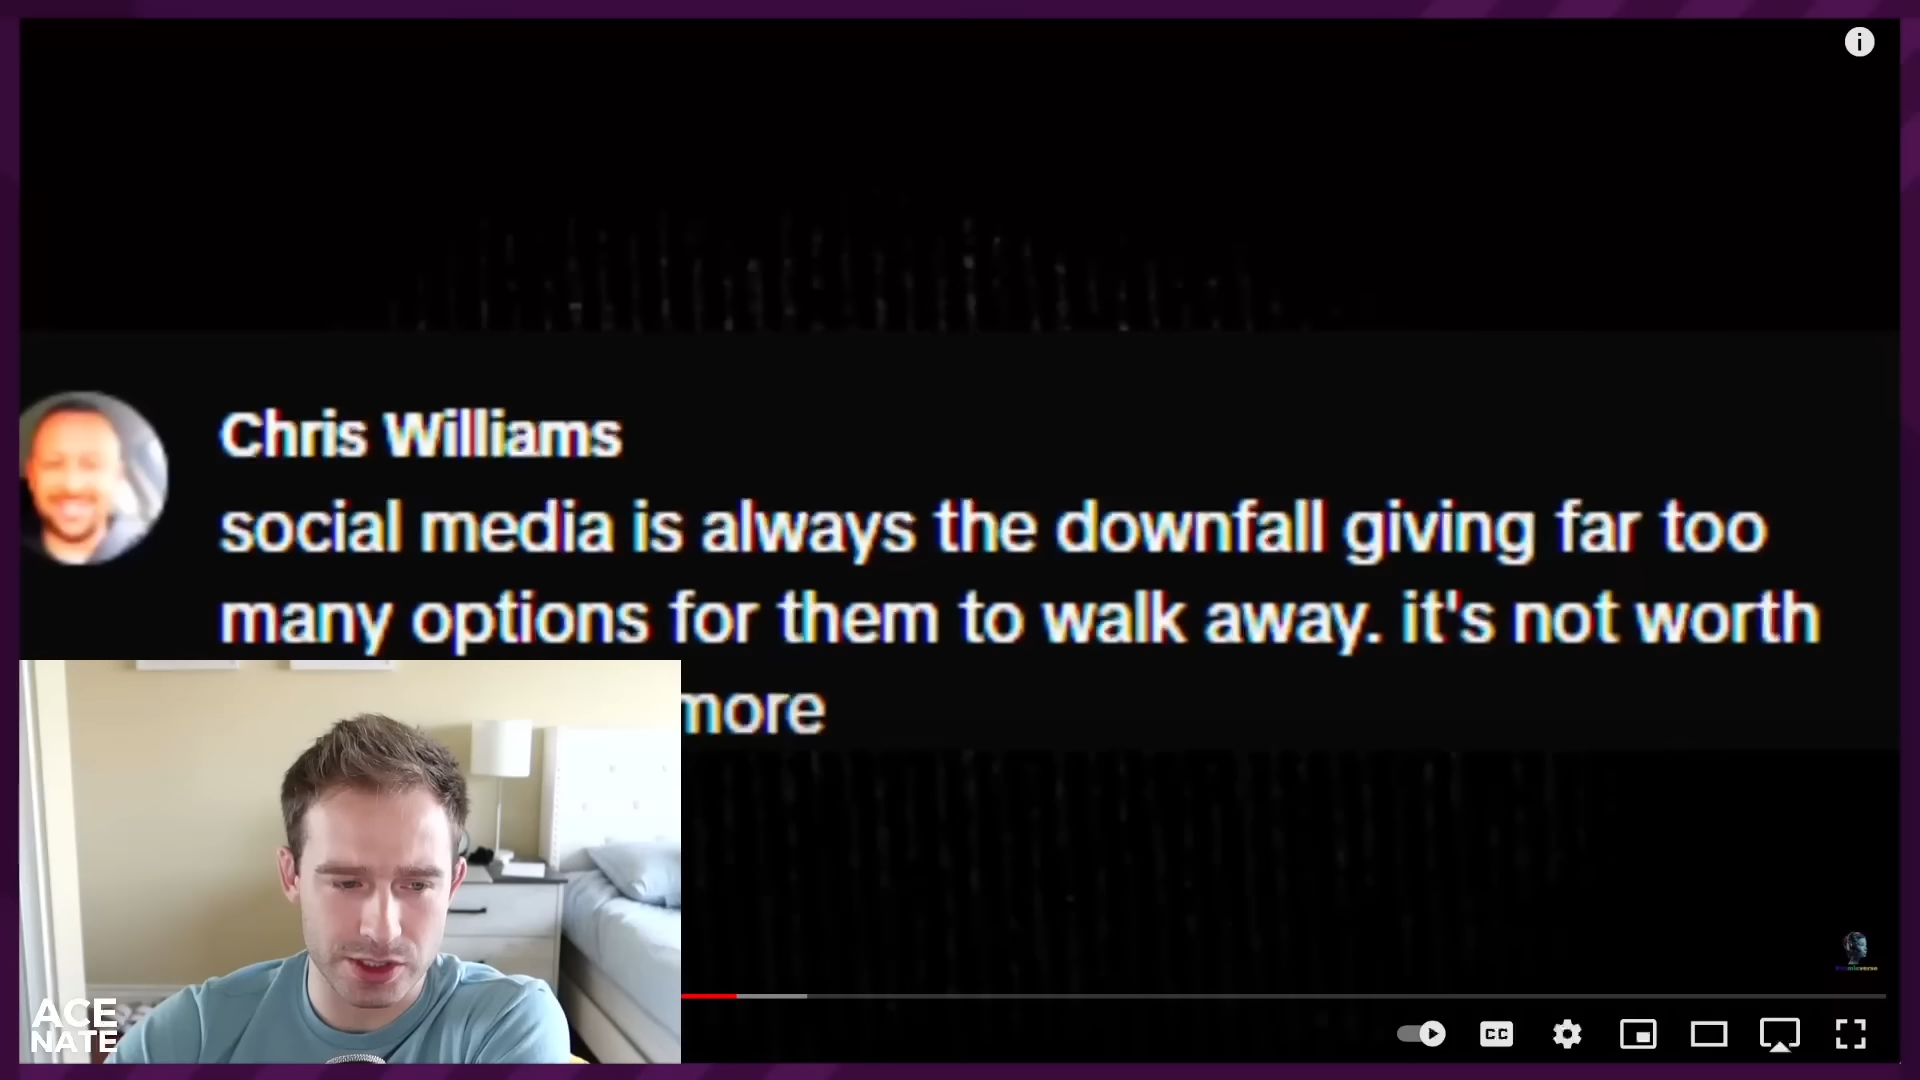 Chris Williams
social media is always the downfall giving far too
many options for them to walk away. it's not worth
more
ACE
NATE
CC